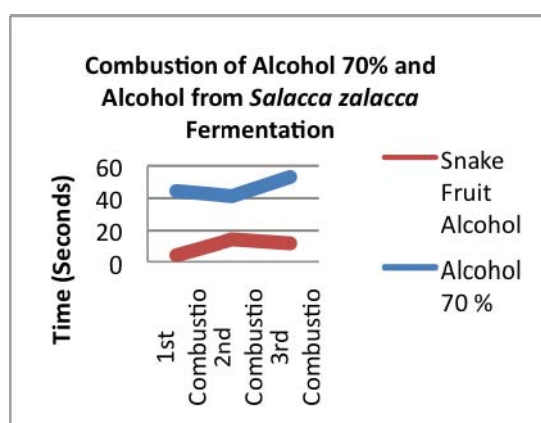 Combustion of Alcohol 70% and
Alcohol from Salacca zalacca
Fermentation
Time (Seconds)
60
40
20
0
1st
Combustio
2nd
Combustio
3rd
Combustio
Snake
Fruit
Alcohol
Alcohol
70 %